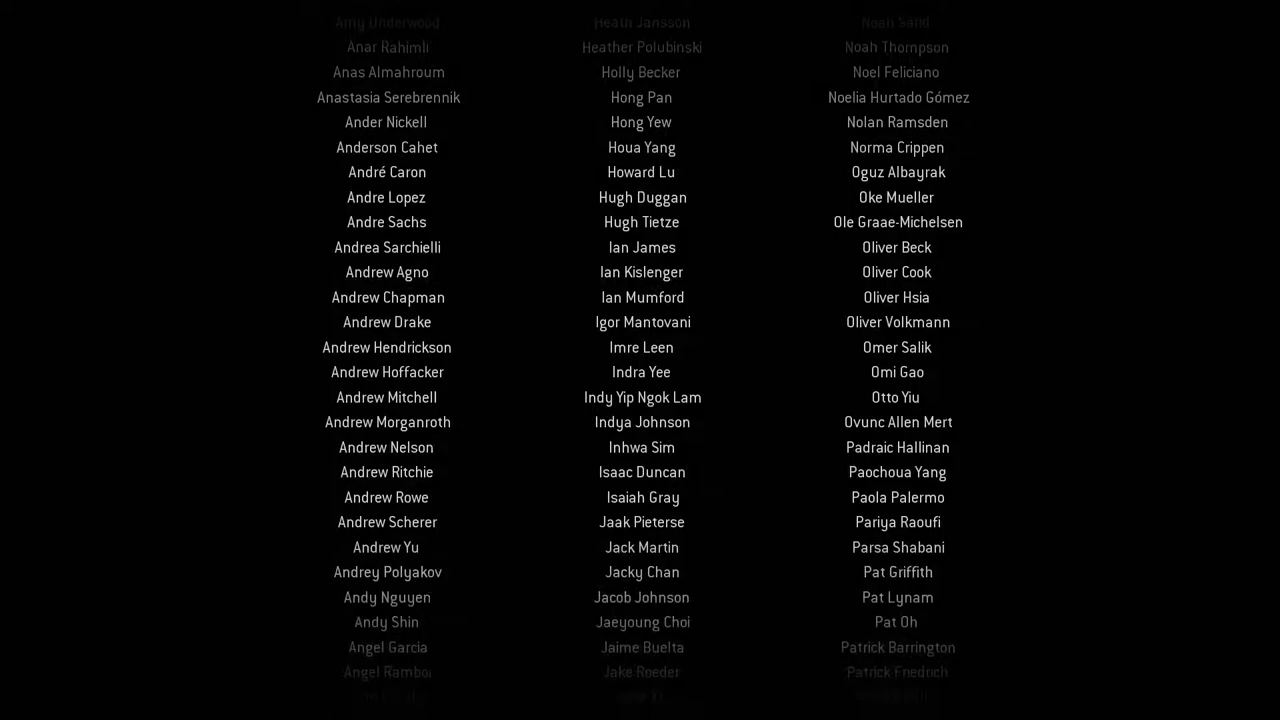 Amy Underwood
Anar Rahimli
Anas Almahroum
Anastasia Serebrennik
Ander Nickell
Anderson Cahet
André Caron
Andre Lopez
Andre Sachs
Andrea Sarchielli
Andrew Agno
Andrew Chapman
Andrew Drake
Andrew Hendrickson
Andrew Hoffacker
Andrew Mitchell
Andrew Morganroth
Andrew Nelson
Andrew Ritchie
Andrew Rowe
Andrew Scherer
Andrew Yu
Andrey Polyakov
Andy Nguyen
Andy Shin
Angel Garcia
Angel
Heath Jansson
Heather Polubinski
Holly Becker
Hong Pan
Hong Yew
Houa Yang
Howard Lu
Hugh Duggan
Hugh Tietze
Ian James
Ian Kislenger
Ian Mumford
Igor Mantovani
Imre Leen
Indra Yee
Indy Yip Ngok Lam
Indya Johnson
Inhwa Sim
Isaac Duncan
Isaiah Gray
Jaak Pieterse
Jack Martin
Jacky Chan
Jacob Johnson
Jaeyoung Choi
Jaime Buelta
Jake Roeder
Noah Sand
Noah Thompson
Noel Feliciano
Noelia Hurtado Gómez
Nolan Ramsden
Norma Crippen
Oguz Albayrak
Oke Mueller
Ole Graae-Michelsen
Oliver Beck
Oliver Cook
Oliver Hsia
Oliver Volkmann
Omer Salik
Omi Gao
Otto Yiu
Ovunc Allen Mert
Padraic Hallinan
Paochoua Yang
Paola Palermo
Pariya Raoufi
Parsa Shabani
Pat Griffith
Pat Lynam
Pat Oh
Patrick Barrington
Patrick Friedrich